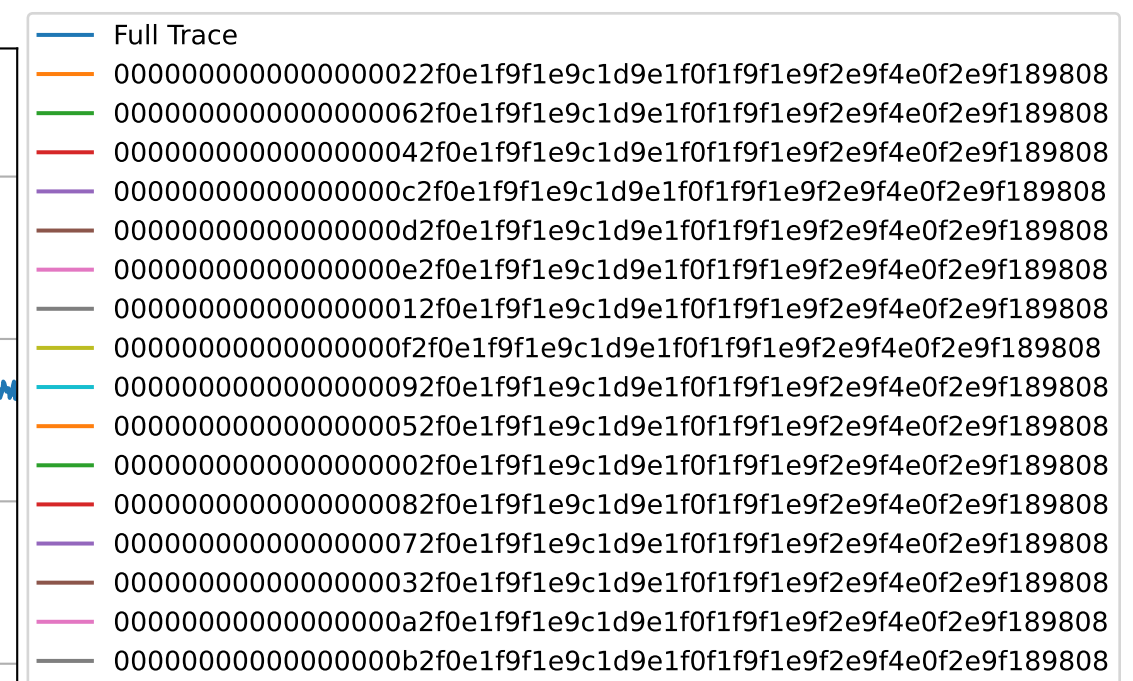 Full Trace
0000000000000000022f0e1f9f1e9c1d9e1f0f1f9f1e9f2e9f4e0f2e9f189808
0000000000000000062f0e1f9f1e9c1d9e1f0f1f9f1e9f2e9f4e0f2e9f189808
0000000000000000042f0e1f9f1e9c1d9e1f0f1f9f1e9f2e9f4e0f2e9f189808
00000000000000000c2f0e1f9f1e9c1d9e1f0f1f9f1e9f2e9f4e0f2e9f189808
00000000000000000d2f0e1f9f1e9c1d9e1f0f1f9f1e9f2e9f4e0f2e9f189808
00000000000000000e2f0e1f9f1e9c1d9e1f0f1f9f1e9f2e9f4e0f2e9f189808
0000000000000000012f0e1f9f1e9c1d9e1f0f1f9f1e9f2e9f4e0f2e9f189808
00000000000000000f2f0e1f9f1e9c1d9e1f0f1f9f1e9f2e9f4e0f2e9f189808
0000000000000000092f0e1f9f1e9c1d9e1f0f1f9f1e9f2e9f4e0f2e9f189808
0000000000000000052f0e1f9f1e9c1d9e1f0f1f9f1e9f2e9f4e0f2e9f189808
0000000000000000002f0e1f9f1e9c1d9e1f0f1f9f1e9f2e9f4e0f2e9f189808
0000000000000000082f0e1f9f1e9c1d9e1f0f1f9f1e9f2e9f4e0f2e9f189808
0000000000000000072f0e1f9f1e9c1d9e1f0f1f9f1e9f2e9f4e0f2e9f189808
0000000000000000032f0e1f9f1e9c1d9e1f0f1f9f1e9f2e9f4e0f2e9f189808
00000000000000000a2f0e1f9f1e9c1d9e1f0f1f9f1e9f2e9f4e0f2e9f189808
00000000000000000b2f0e1f9f1e9c1d9e1f0f1f9f1e9f2e9f4e0f2e9f189808